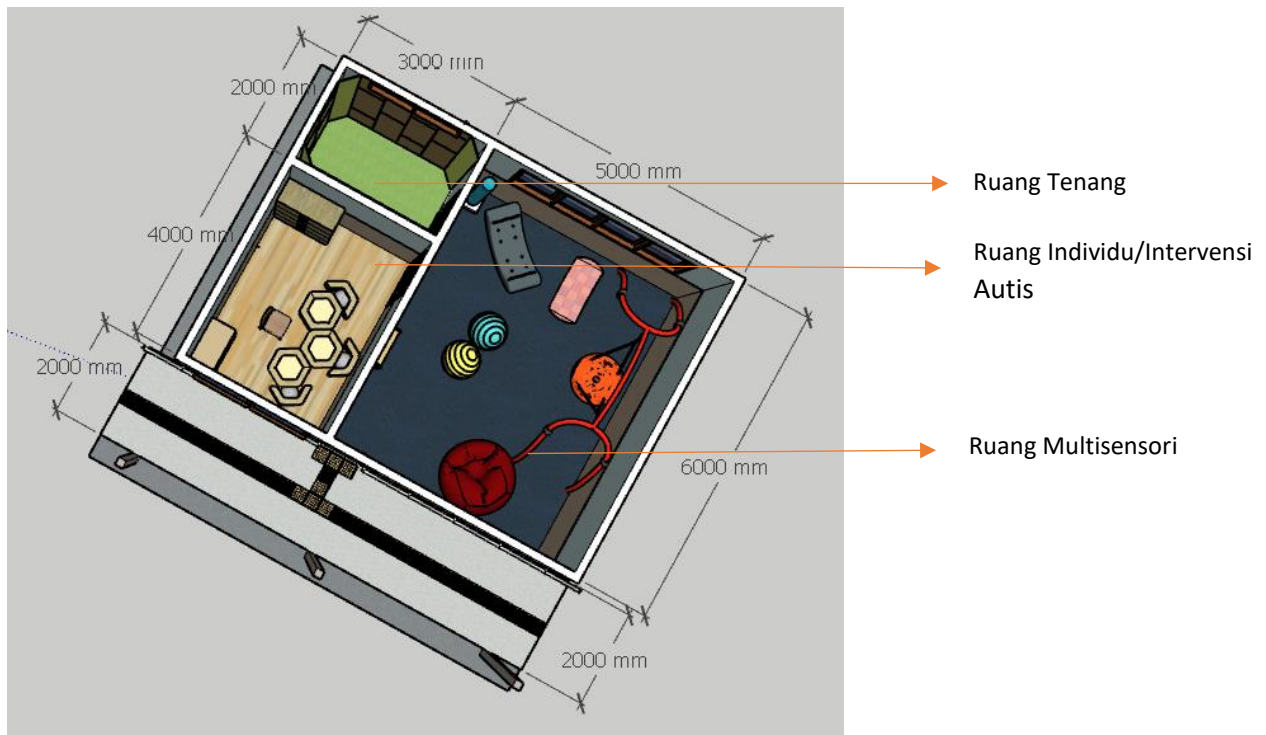 3000 mm
2000 mm
5000 mm
4000 mm
2000 mm
6000 mm
2000 mm
Ruang Tenang
Ruang Individu/Intervensi
Autis
Ruang Multisensori